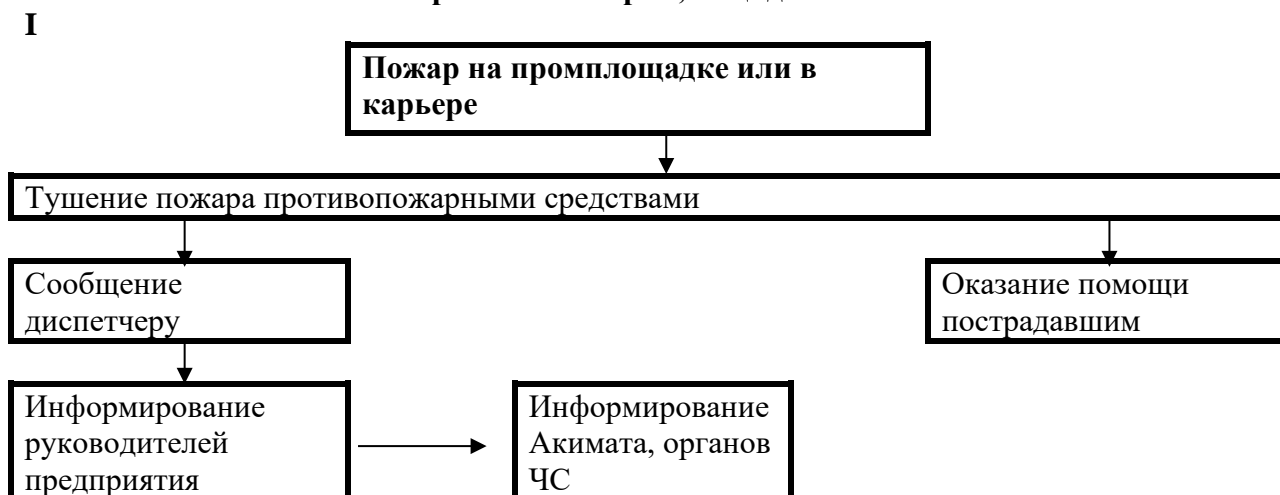 I
Пожар на промплощадке или в
карьере
Тушение пожара противопожарными средствами
Сообщение
диспетчеру
Оказание помощи
пострадавшим
Информирование
руководителей
предприятия
Информирование
Акимата, органов
ЧС